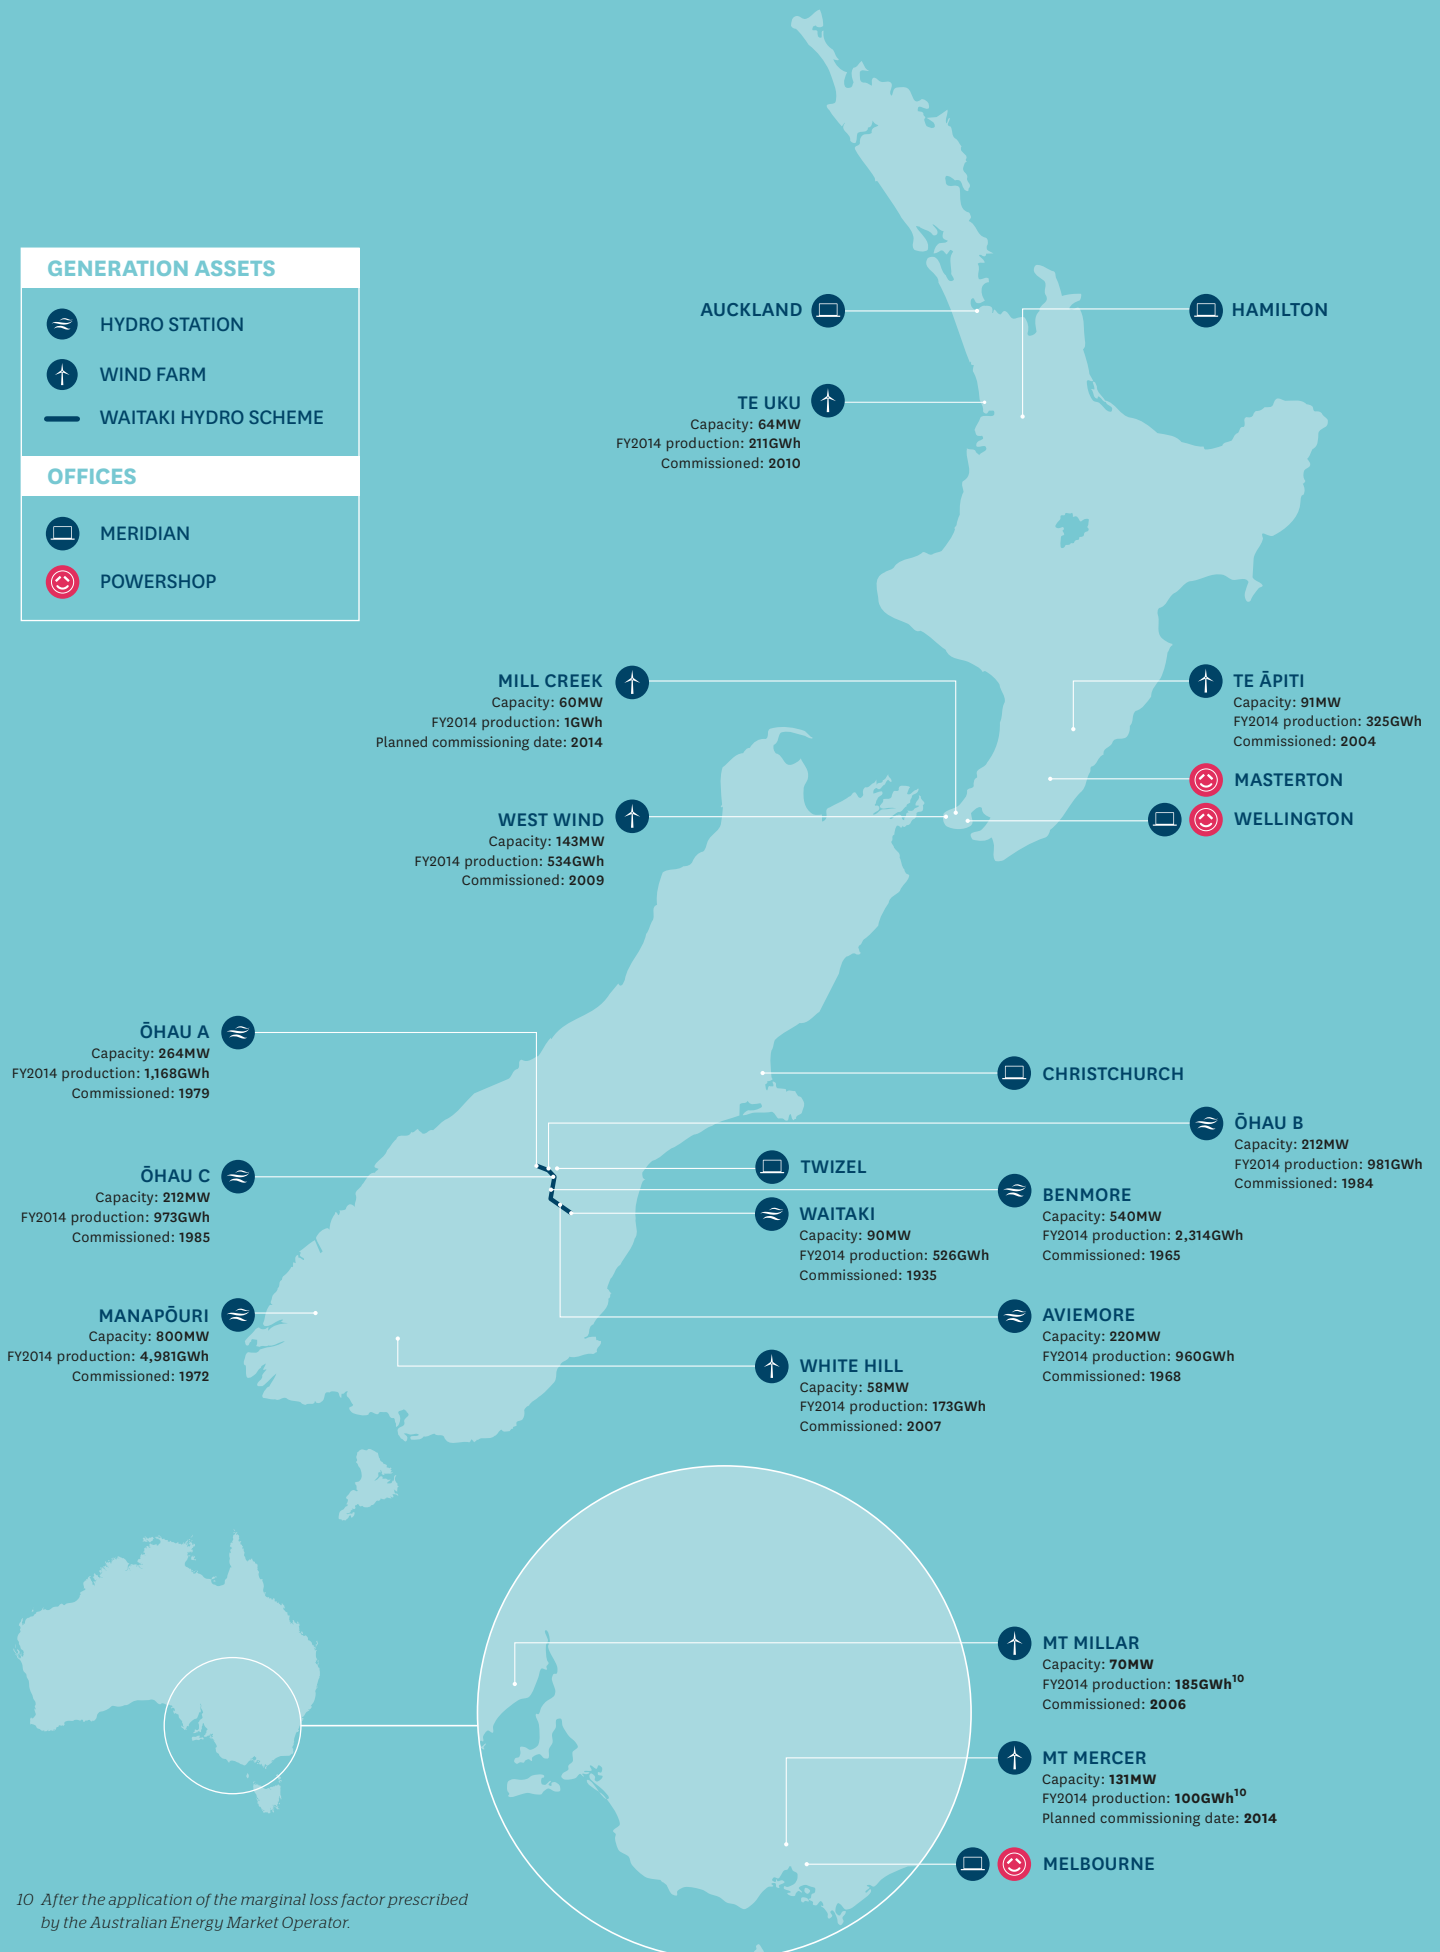 GENERATION ASSETS
HYDRO STATION
WIND FARM
WAITAKI HYDRO SCHEME
OFFICES
MERIDIAN
POWERSHOP
AUCKLAND
HAMILTON
TE UKU
Capacity: 64MW
FY2014 production: 211GWh
Commissioned: 2010
MILL CREEK
Capacity: 60MW
FY2014 production: 1GWh
Planned commissioning date: 2014
TE ĀPITI
Capacity: 91MW
FY2014 production: 325GWh
Commissioned: 2004
MASTERTON
WELLINGTON
WEST WIND
Capacity: 143MW
FY2014 production: 534GWh
Commissioned: 2009
ŌHAU A
Capacity: 264MW
FY2014 production: 1,168GWh
Commissioned: 1979
CHRISTCHURCH
ŌHAU B
Capacity: 212MW
FY2014 production: 981GWh
Commissioned: 1984
ŌHAU C
Capacity: 212MW
FY2014 production: 973GWh
Commissioned: 1985
TWIZEL
BENMORE
Capacity: 540MW
FY2014 production: 2,314GWh
Commissioned: 1965
WAITAKI
Capacity: 90MW
FY2014 production: 526GWh
Commissioned: 1935
MANAPŌURI
Capacity: 800MW
FY2014 production: 4,981GWh
Commissioned: 1972
AVIEMORE
Capacity: 220MW
FY2014 production: 960GWh
Commissioned: 1968
WHITE HILL
Capacity: 58MW
FY2014 production: 173GWh
Commissioned: 2007
MT MILLAR
Capacity: 70MW
FY2014 production: 185GWh10
Commissioned: 2006
MT MERCER
Capacity: 131MW
FY2014 production: 100GWh10
Planned commissioning date: 2014
MELBOURNE
10 After the application of the marginal loss factor prescribed
by the Australian Energy Market Operator.